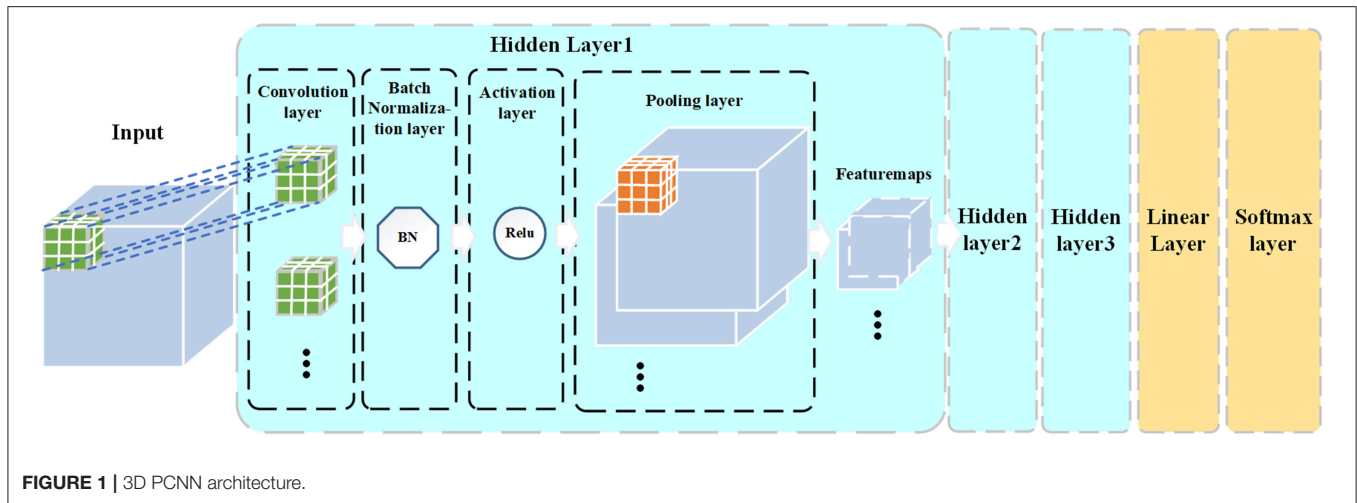 Hidden Layer1
Input
Convolution
layer
Batch
Normaliza-
tion layer
BN
Activation
layer
Relu
Pooling layer
Featuremaps
Hidden
layer2
Hidden
layer3
Linear
Layer
Softmax
layer
FIGURE 1 | 3D PCNN architecture.